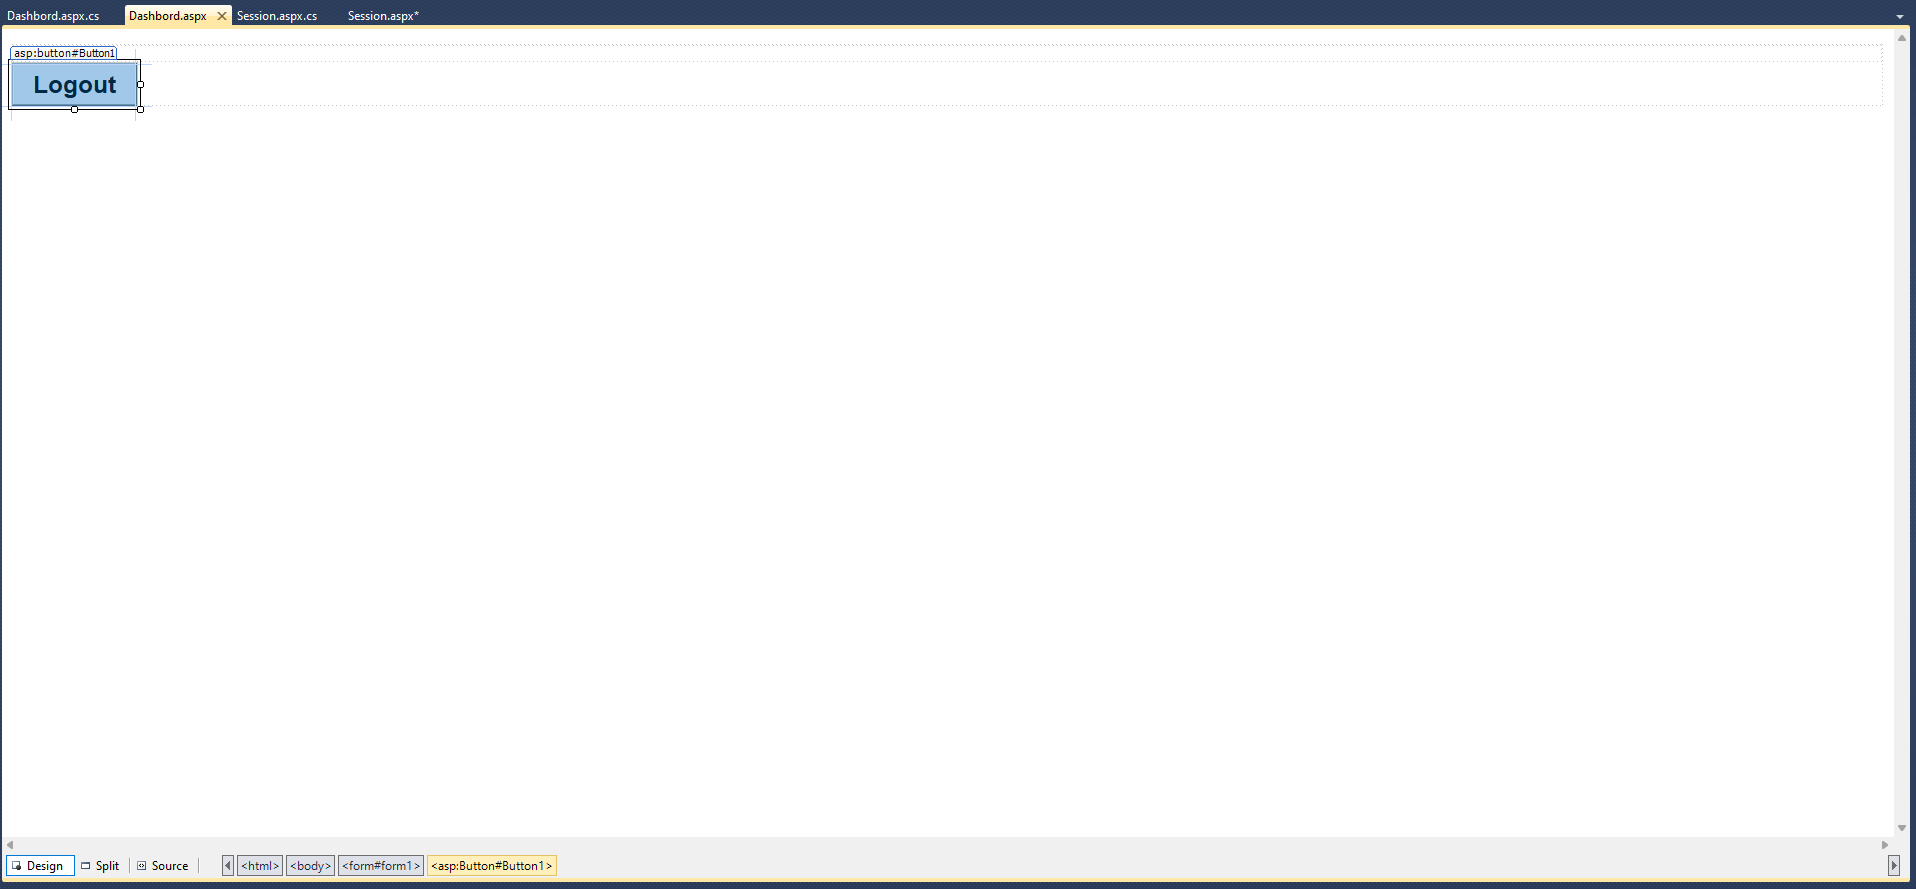 Dashbord.aspx.cs Dashbord.aspx Session.aspx.cs Session.aspx*
asp:button#Button1
Logout
Design Split Source <html> <body> <form#form1> <asp:Button#Button1>